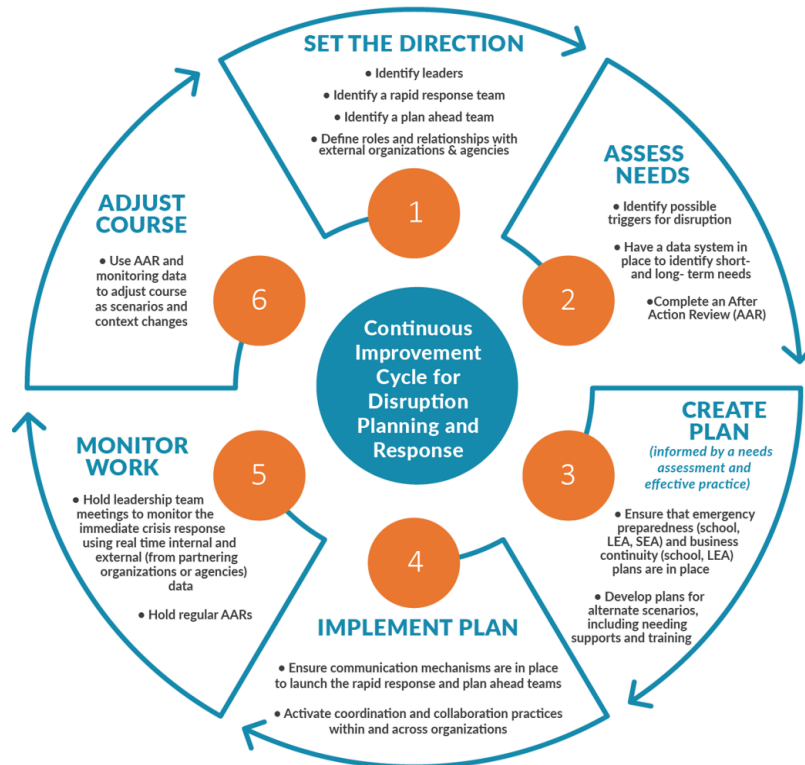 SET THE DIRECTION
● Identify leaders
● Identify a rapid response team
● Identify a plan ahead team
● Define roles and relationships with
external organizations & agencies
1
ASSESS
NEEDS
● Identify possible
triggers for disruption
● Have a data system in
place to identify short-
and long- term needs
●Complete an After
Action Review (AAR)
2
CREATE
PLAN
(informed by a needs
assessment and
effective practice)
● Ensure that emergency
preparedness (school,
LEA, SEA) and business
continuity (school, LEA)
plans are in place
● Develop plans for
alternate scenarios,
including needing
supports and training
3
4
IMPLEMENT PLAN
● Ensure communication mechanisms are in place
to launch the rapid response and plan ahead teams
● Activate coordination and collaboration practices
within and across organizations
5
MONITOR
WORK
● Hold leadership team
meetings to monitor the
immediate crisis response
using real time internal and
external (from partnering
organizations or agencies)
data
● Hold regular AARs
6
ADJUST
COURSE
● Use AAR and
monitoring data
to adjust course
as scenarios and
context changes
Continuous
Improvement
Cycle for
Disruption
Planning and
Response